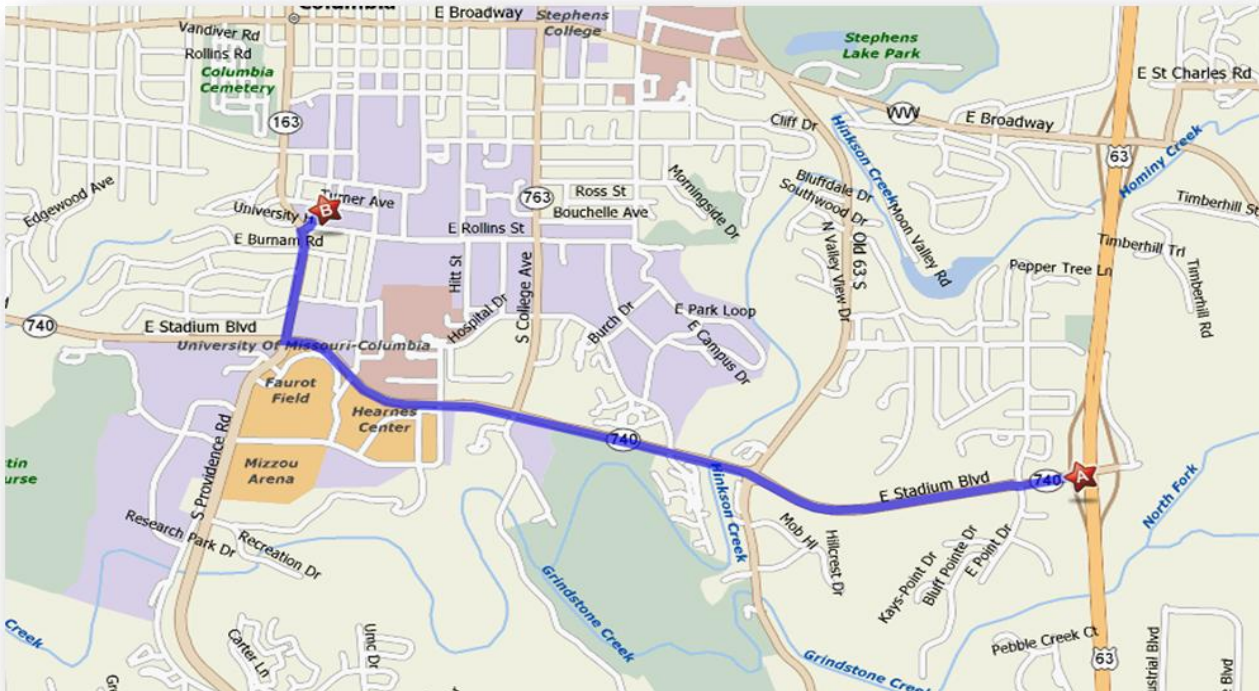 Columbia
E Broadway
Stephens
College
Vandiver Rd
Rollins Rd
Columbia
Cemetery
Stephens
Lake Park
E St Charles Rd
163
Cliff Dr
WW
E Broadway
Hinkson Creek
63
Hominy Creek
Edgewood Ave
Turner Ave
University
B
763
Ross St
Bouchelle Ave
Morningside Dr
Bluffdale Dr
Southwood Dr
Moon Valley Rd
Timberhill St
E Burnam Rd
E Rollins St
Hitt St
S College Ave
N Valley View Dr
Old 63 S
Timberhill Trl
Timberhill Rd
Pepper Tree Ln
740
E Stadium Blvd
University Of Missouri-Columbia
Hospital Dr
Burch Dr
E Park Loop
E Campus Dr
Faurot
Field
Hearnes
Center
S Providence Rd
Mizzou
Arena
740
Hinkson Creek
E Stadium Blvd
740
A
North Fork
Research Park Dr
Recreation Dr
Mob Hl
Hillcrest Dr
Kays-Point Dr
Bluff Pointe Dr
E Point Dr
Grindstone Creek
Creek
Carter Ln
Umc Dr
Grindstone Creek
Pebble Creek Ct
63